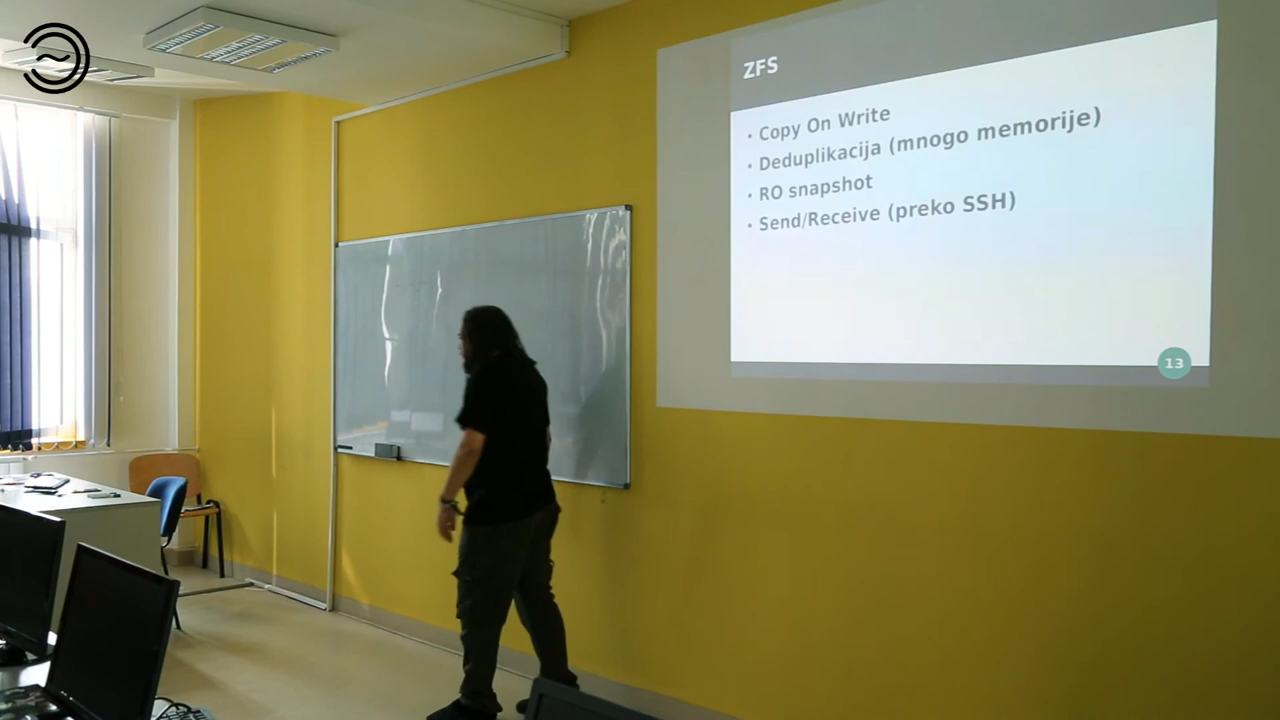 ZFS
• Copy On Write
• Deduplikacija (mnogo memorije)
• RO snapshot
• Send/Receive (preko SSH)
13